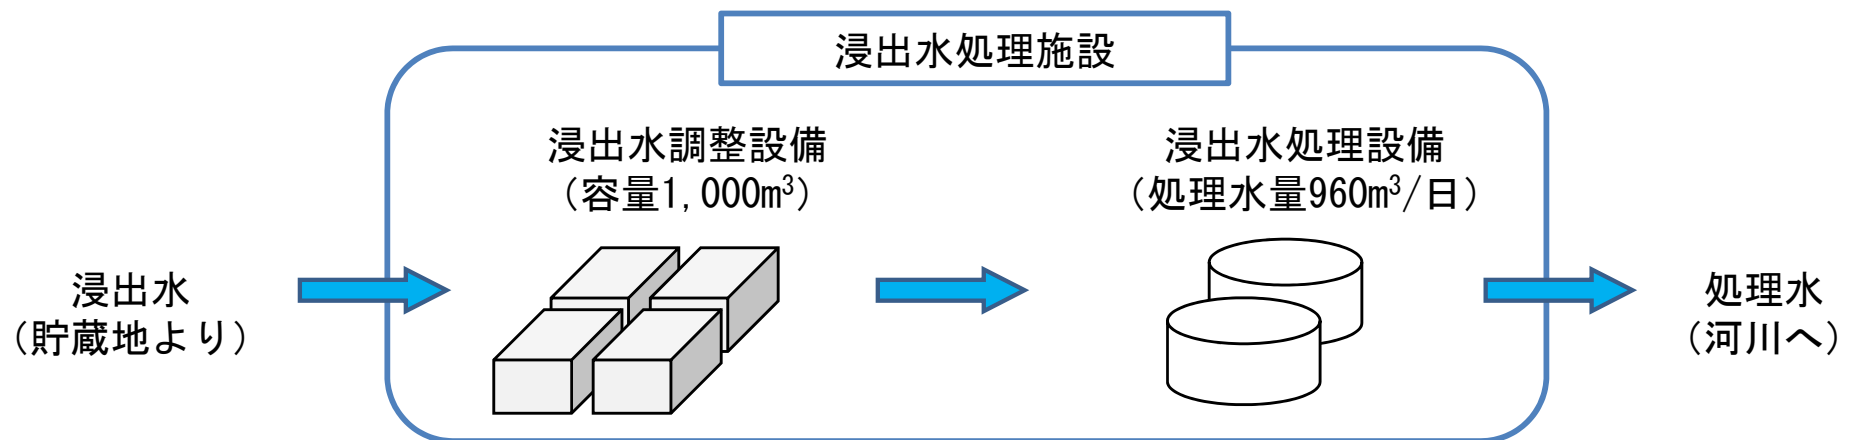 浸出水処理施設
浸出水調整設備
（容量1,000m³）
浸出水処理設備
（処理水量960m³/日）
浸出水
（貯蔵地より）
処理水
（河川へ）